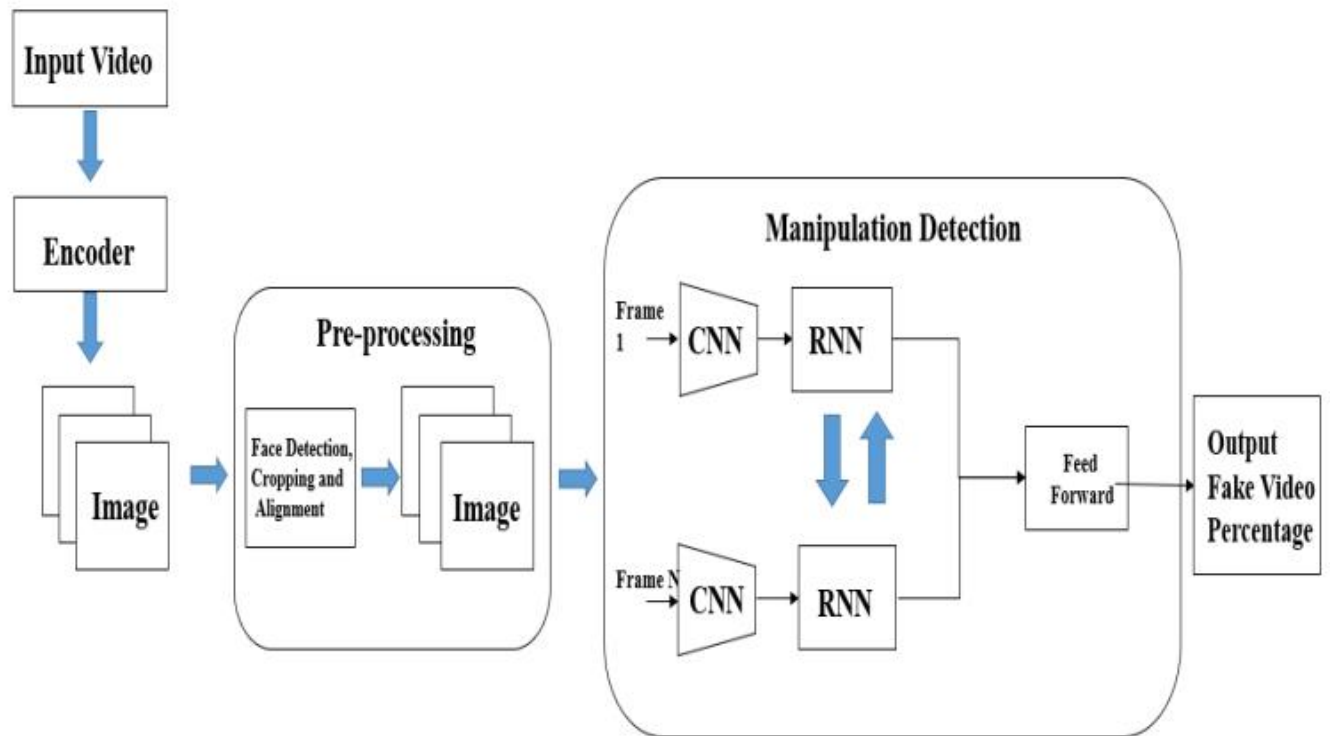 Input Video
Encoder
Image
Pre-processing
Face Detection,
Cropping and
Alignment
Image
Manipulation Detection
Frame
1
CNN
RNN
Frame N
CNN
RNN
Feed
Forward
Output
Fake Video
Percentage